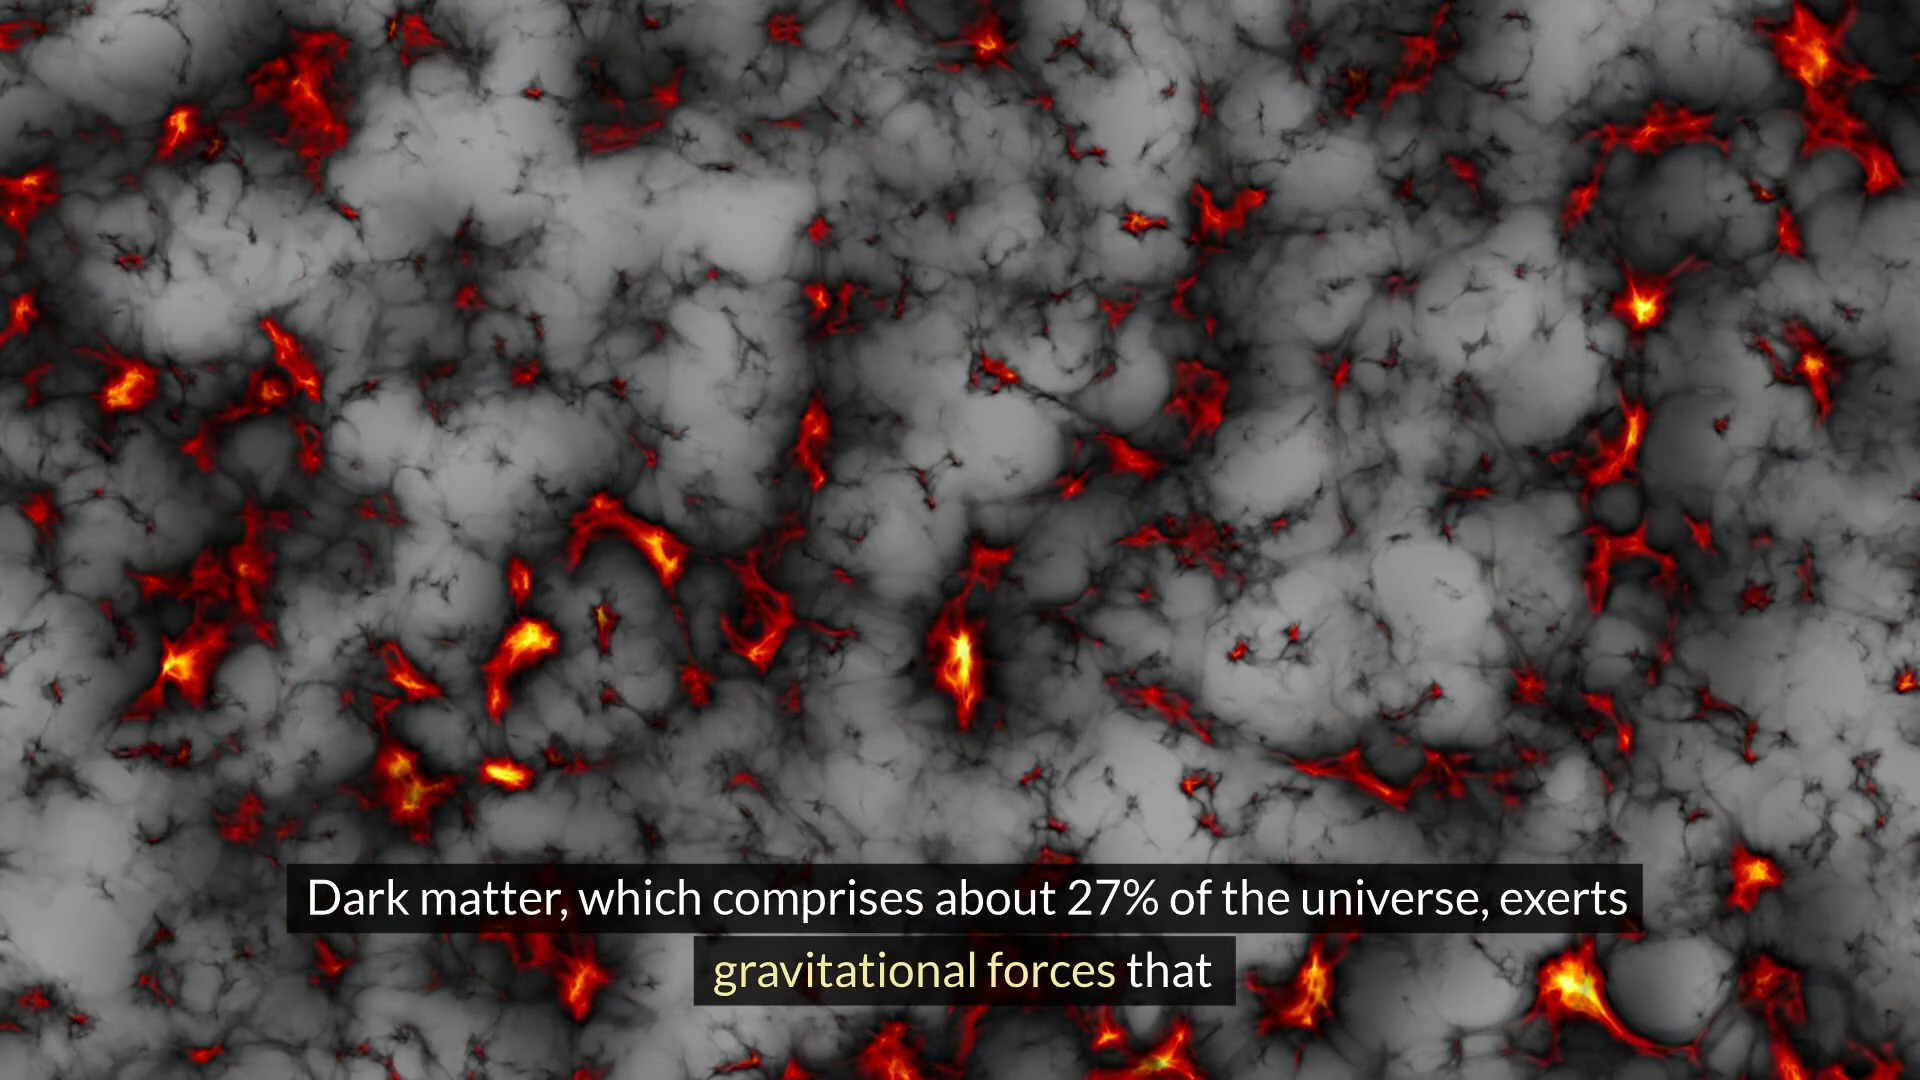 Dark matter, which comprises about 27% of the universe, exerts
gravitational forces that